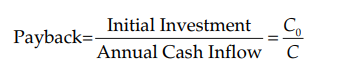 Payback= Initial Investment / Annual Cash Inflow = C₀ / C